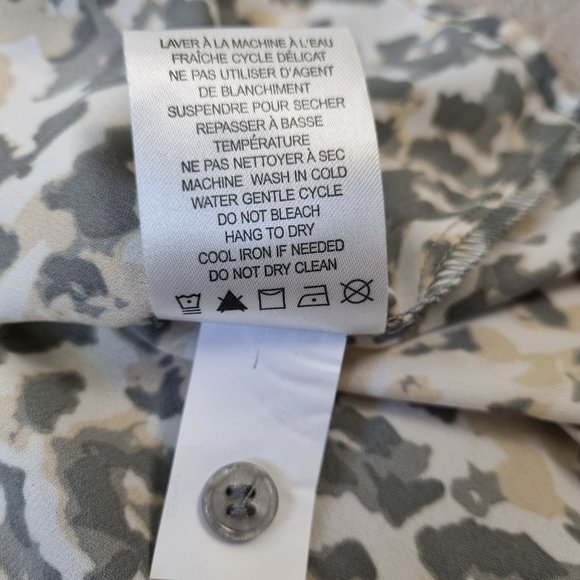 LAVER À LA MACHINE À L'EAU
FRAÎCHE CYCLE DÉLICAT
NE PAS UTILISER D'AGENT
DE BLANCHIMENT
SUSPENDRE POUR SECHER
REPASSER À BASSE
TEMPÉRATURE
NE PAS NETTOYER À SEC
MACHINE WASH IN COLD
WATER GENTLE CYCLE
DO NOT BLEACH
HANG TO DRY
COOL IRON IF NEEDED
DO NOT DRY CLEAN